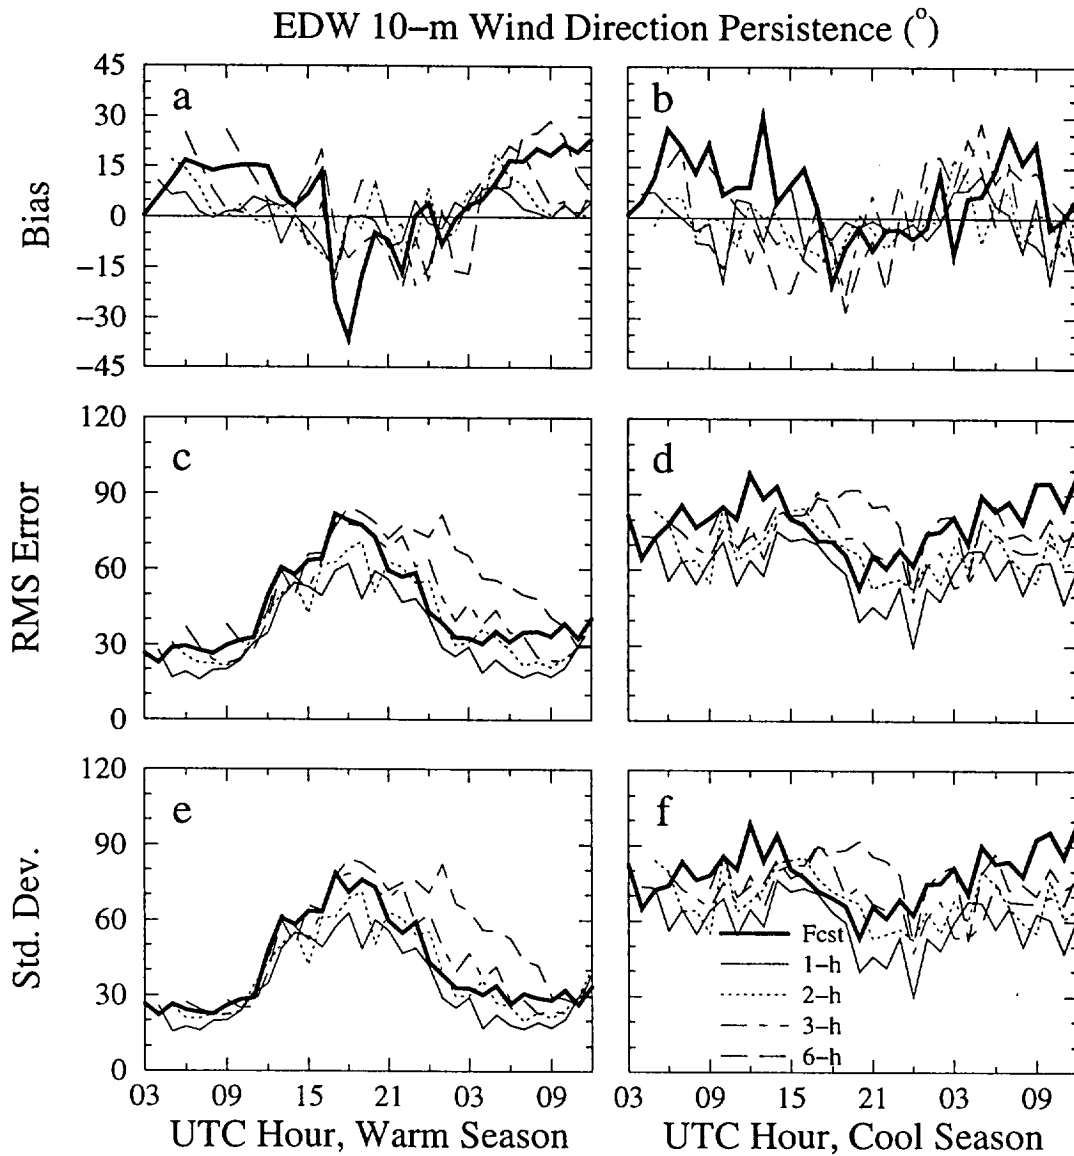 EDW 10−m Wind Direction Persistence (°)
45
30
15
0
−15
−30
−45
Bias
a
b
120
90
60
30
0
RMS Error
c
d
120
90
60
30
0
Std. Dev.
e
f
Fcst
1−h
2−h
3−h
6−h
03 09 15 21 03 09
03 09 15 21 03 09
UTC Hour, Warm Season
UTC Hour, Cool Season